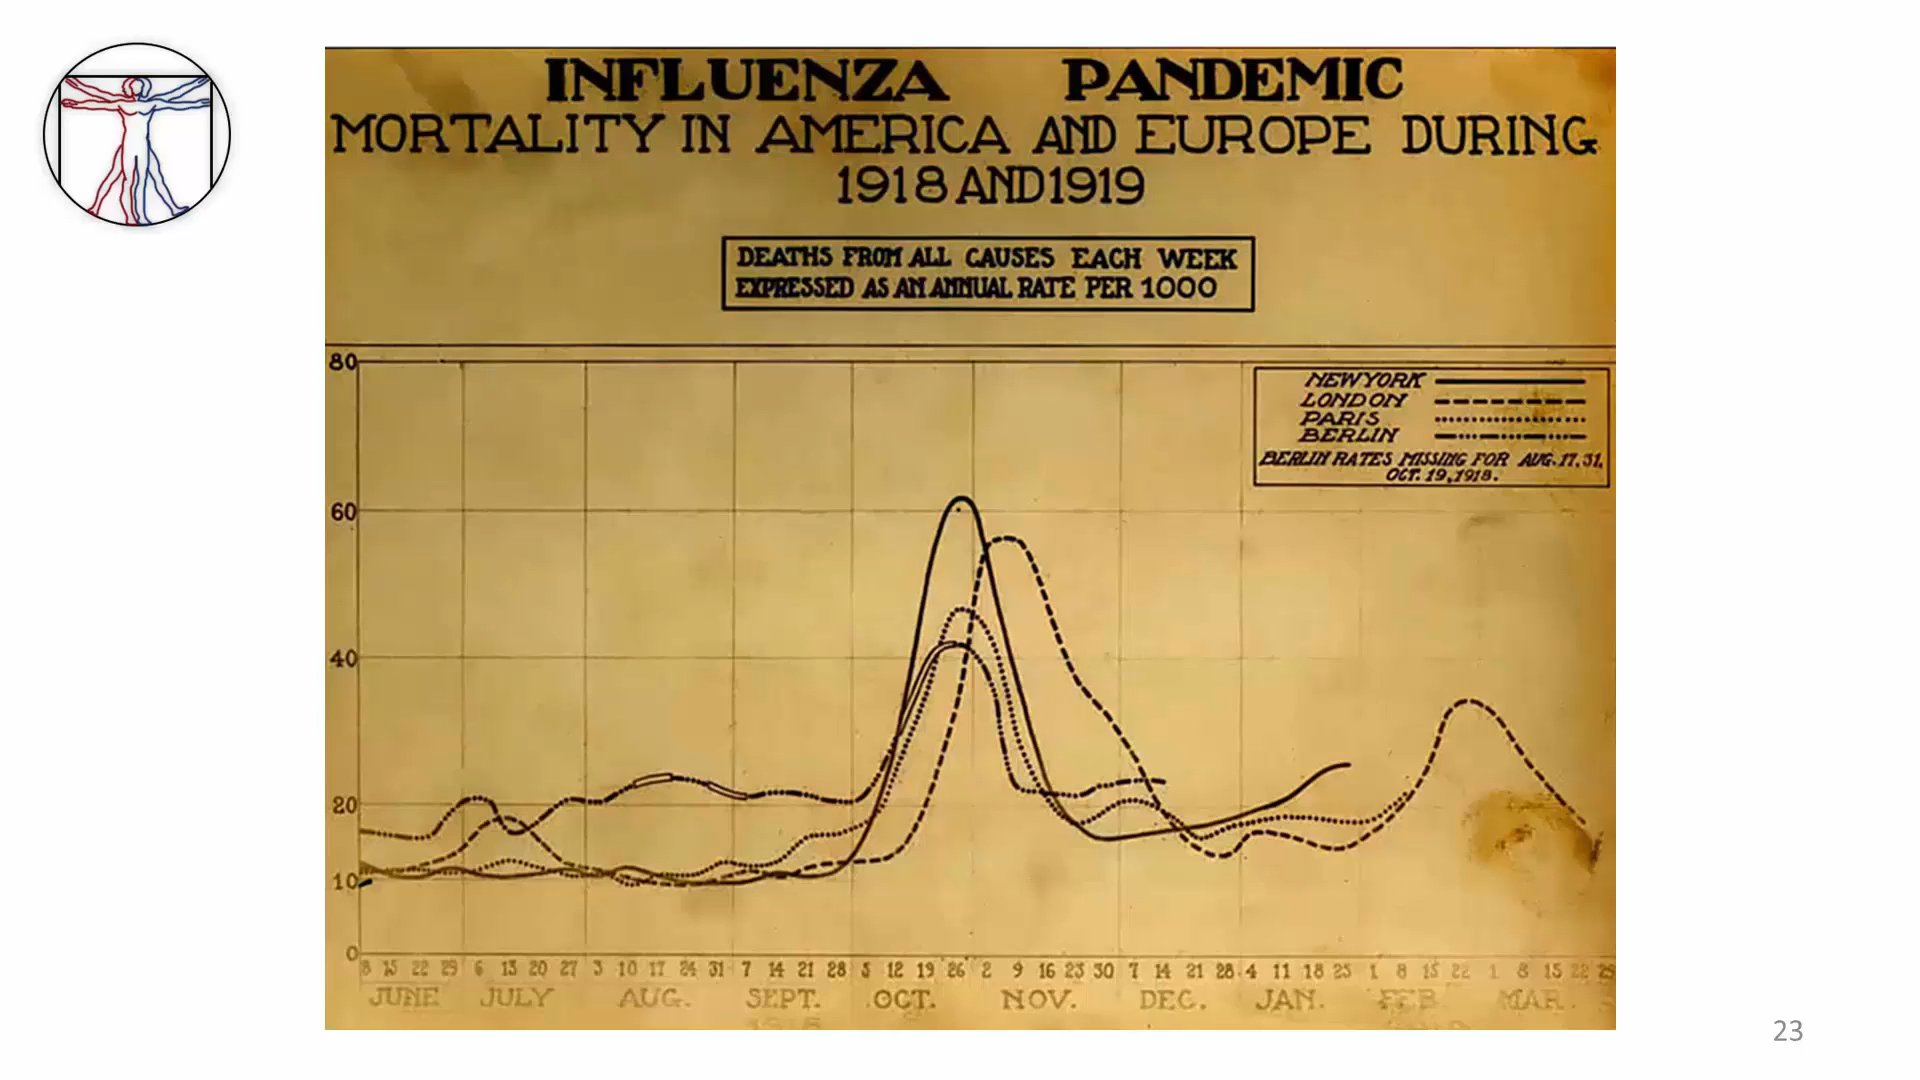 INFLUENZA PANDEMIC
MORTALITY IN AMERICA AND EUROPE DURING
1918 AND 1919
DEATHS FROM ALL CAUSES EACH WEEK
EXPRESSED AS AN ANNUAL RATE PER 1000
NEW YORK
LONDON
PARIS
BERLIN
BERLIN RATES MISSING FOR AUG. 17, 31,
OCT. 19, 1918.
80
60
40
20
10
0
8 15 22 29 6 13 20 27 3 10 17 24 31 7 14 21 28 5 12 19 26 2 9 16 23 30 7 14 21 28 4 11 18 25 1 8 15 22 1 8 15 22 29
JUNE JULY AUG. SEPT. OCT. NOV. DEC. JAN. FEB. MAR.
1918
23